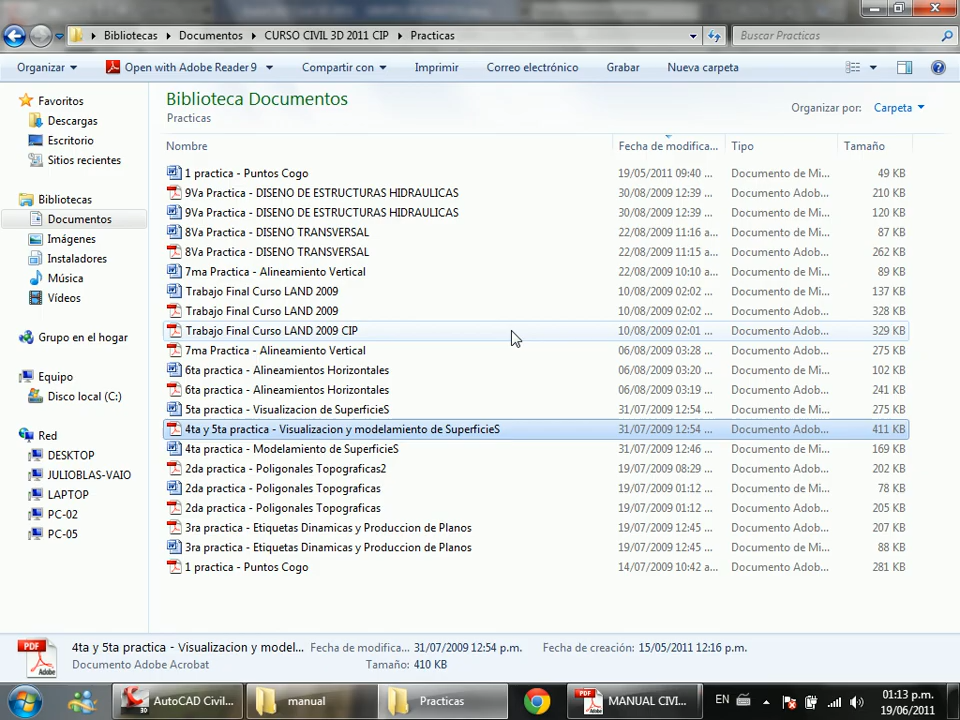 Bibliotecas Documentos CURSO CIVIL 3D 2011 CIP Practicas Buscar Practicas
Organizar Open with Adobe Reader 9 Compartir con Imprimir Correo electrónico Grabar Nueva carpeta
Favoritos
Descargas
Escritorio
Sitios recientes
Bibliotecas
Documentos
Imágenes
Instaladores
Música
Vídeos
Grupo en el hogar
Equipo
Disco local (C:)
Red
DESKTOP
JULIOBLAS-VAIO
LAPTOP
PC-02
PC-05
Biblioteca Documentos
Practicas
Organizar por: Carpeta
Nombre Fecha de modifica... Tipo Tamaño
1 practica - Puntos Cogo 19/05/2011 09:40 ... Documento de Mi... 49 KB
9Va Practica - DISENO DE ESTRUCTURAS HIDRAULICAS 30/08/2009 12:39 ... Documento Adob... 210 KB
9Va Practica - DISENO DE ESTRUCTURAS HIDRAULICAS 30/08/2009 12:39 ... Documento de Mi... 120 KB
8Va Practica - DISENO TRANSVERSAL 22/08/2009 11:16 a... Documento de Mi... 87 KB
8Va Practica - DISENO TRANSVERSAL 22/08/2009 11:15 a... Documento Adob... 262 KB
7ma Practica - Alineamiento Vertical 22/08/2009 10:10 a... Documento de Mi... 89 KB
Trabajo Final Curso LAND 2009 10/08/2009 02:02 ... Documento de Mi... 137 KB
Trabajo Final Curso LAND 2009 10/08/2009 02:02 ... Documento Adob... 328 KB
Trabajo Final Curso LAND 2009 CIP 10/08/2009 02:01 ... Documento Adob... 329 KB
7ma Practica - Alineamiento Vertical 06/08/2009 03:28 ... Documento Adob... 275 KB
6ta practica - Alineamientos Horizontales 06/08/2009 03:20 ... Documento de Mi... 102 KB
6ta practica - Alineamientos Horizontales 06/08/2009 03:19 ... Documento Adob... 241 KB
5ta practica - Visualizacion de SuperficieS 31/07/2009 12:54 ... Documento de Mi... 275 KB
4ta y 5ta practica - Visualizacion y modelamiento de SuperficieS 31/07/2009 12:54 ... Documento Adob... 411 KB
4ta practica - Modelamiento de SuperficieS 31/07/2009 12:46 ... Documento de Mi... 169 KB
2da practica - Poligonales Topograficas2 19/07/2009 08:29 ... Documento Adob... 202 KB
2da practica - Poligonales Topograficas 19/07/2009 01:12 ... Documento de Mi... 78 KB
2da practica - Poligonales Topograficas 19/07/2009 01:12 ... Documento Adob... 205 KB
3ra practica - Etiquetas Dinamicas y Produccion de Planos 19/07/2009 12:45 ... Documento Adob... 207 KB
3ra practica - Etiquetas Dinamicas y Produccion de Planos 19/07/2009 12:45 ... Documento de Mi... 88 KB
1 practica - Puntos Cogo 14/07/2009 10:42 a... Documento Adob... 281 KB
4ta y 5ta practica - Visualizacion y model... Fecha de modifica... 31/07/2009 12:54 p.m. Fecha de creación: 15/05/2011 12:16 p.m.
Documento Adobe Acrobat Tamaño: 410 KB
AutoCAD Civil... manual Practicas MANUAL CIVI... EN 01:13 p.m.
19/06/2011